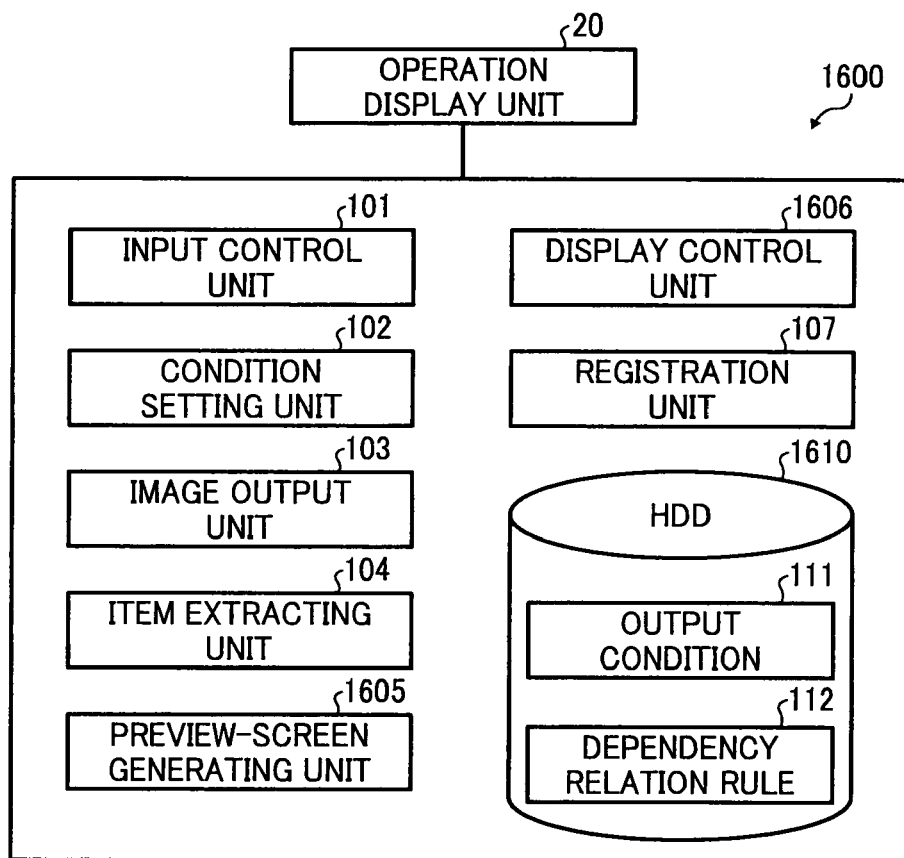 20
OPERATION
DISPLAY UNIT
1600
101
INPUT CONTROL
UNIT
102
CONDITION
SETTING UNIT
103
IMAGE OUTPUT
UNIT
104
ITEM EXTRACTING
UNIT
1605
PREVIEW-SCREEN
GENERATING UNIT
1606
DISPLAY CONTROL
UNIT
107
REGISTRATION
UNIT
1610
HDD
111
OUTPUT
CONDITION
112
DEPENDENCY
RELATION RULE